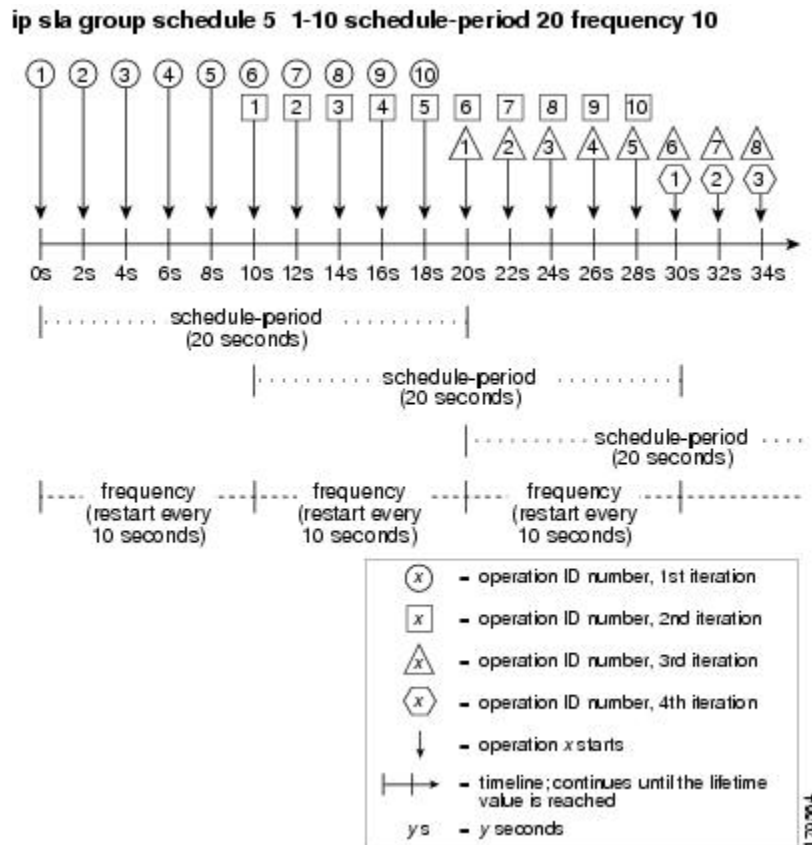 ip sla group schedule 5 1-10 schedule-period 20 frequency 10
1 2 3 4 5 6 7 8 9 10
1 2 3 4 5 6 7 8 9 10
1 2 3 4 5 6 7 8
1 2 3
0s 2s 4s 6s 8s 10s 12s 14s 16s 18s 20s 22s 24s 26s 28s 30s 32s 34s
schedule-period
(20 seconds)
schedule-period
(20 seconds)
schedule-period
(20 seconds)
frequency
(restart every
10 seconds)
frequency
(restart every
10 seconds)
frequency
(restart every
10 seconds)
x = operation ID number, 1st iteration
x = operation ID number, 2nd iteration
x = operation ID number, 3rd iteration
x = operation ID number, 4th iteration
= operation x starts
= timeline; continues until the lifetime
value is reached
y s = y seconds